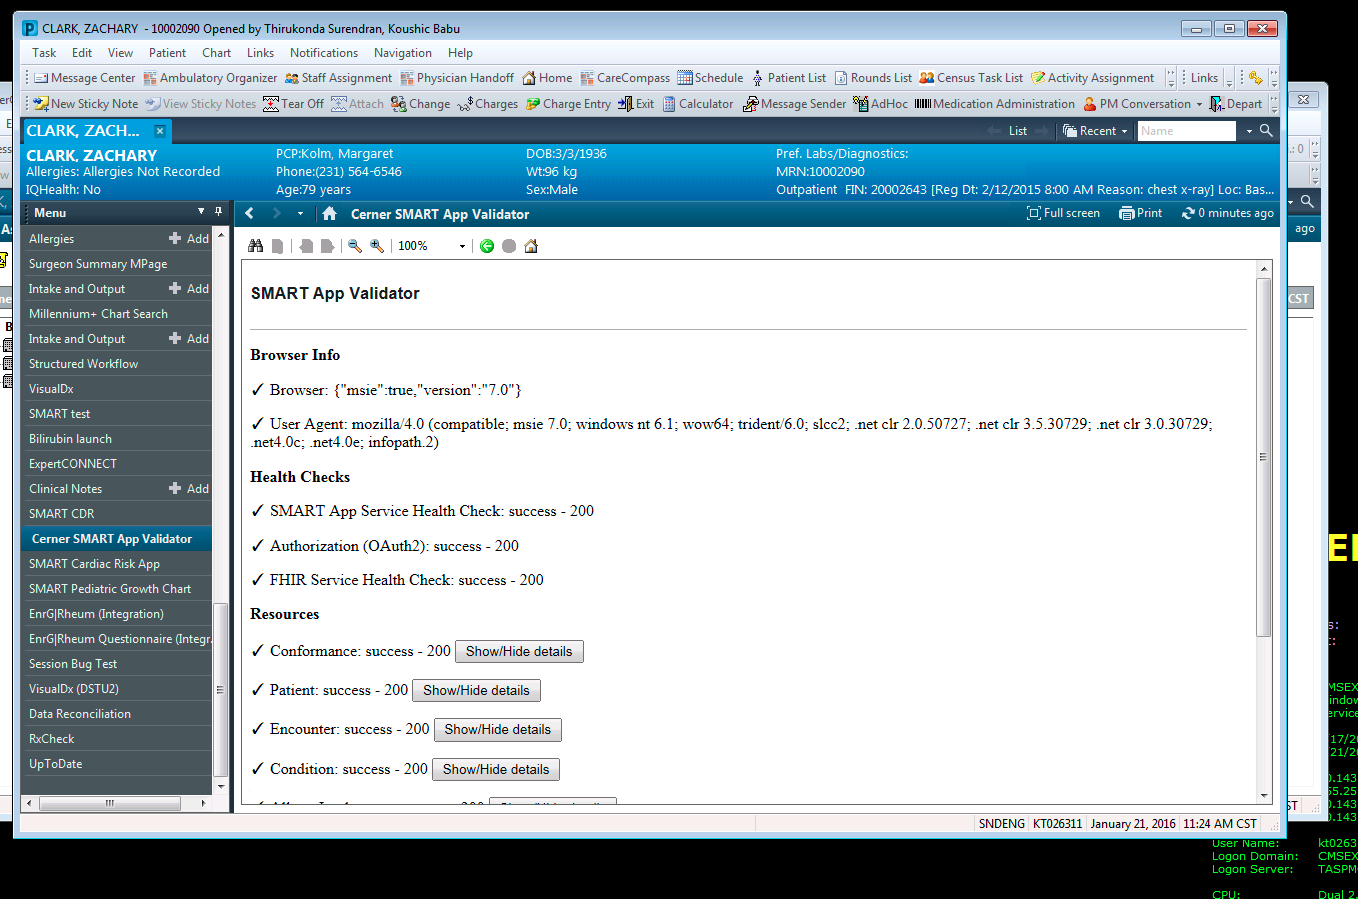 CLARK, ZACHARY - 10002090 Opened by Thirukonda Surendran, Koushic Babu
Task Edit View Patient Chart Links Notifications Navigation Help
Message Center Ambulatory Organizer Staff Assignment Physician Handoff Home CareCompass Schedule Patient List Rounds List Census Task List Activity Assignment Links
New Sticky Note View Sticky Notes Tear Off Attach Change Charges Charge Entry Exit Calculator Message Sender AdHoc Medication Administration PM Conversation Depart
CLARK, ZACH... List Recent Name
CLARK, ZACHARY PCP:Kolm, Margaret DOB:3/3/1936 Pref. Labs/Diagnostics:
Allergies: Allergies Not Recorded Phone:(231) 564-6546 Wt:96 kg MRN:10002090
IQHealth: No Age:79 years Sex:Male Outpatient FIN: 20002643 [Reg Dt: 2/12/2015 8:00 AM Reason: chest x-ray] Loc: Bas...
Menu Cerner SMART App Validator Full screen Print 0 minutes ago
ago
100%
Allergies Add
Surgeon Summary MPage
Intake and Output Add
Millennium+ Chart Search
Intake and Output Add
Structured Workflow
VisualDx
SMART test
Bilirubin launch
ExpertCONNECT
Clinical Notes Add
SMART CDR
Cerner SMART App Validator
SMART Cardiac Risk App
SMART Pediatric Growth Chart
EnrG|Rheum (Integration)
EnrG|Rheum Questionnaire (Integr.
Session Bug Test
VisualDx (DSTU2)
Data Reconciliation
RxCheck
UpToDate
SMART App Validator
Browser Info
✓ Browser: {"msie":true,"version":"7.0"}
✓ User Agent: mozilla/4.0 (compatible; msie 7.0; windows nt 6.1; wow64; trident/6.0; slcc2; .net clr 2.0.50727; .net clr 3.5.30729; .net clr 3.0.30729;
.net4.0c; .net4.0e; infopath.2)
Health Checks
✓ SMART App Service Health Check: success - 200
✓ Authorization (OAuth2): success - 200
✓ FHIR Service Health Check: success - 200
Resources
✓ Conformance: success - 200 Show/Hide details
✓ Patient: success - 200 Show/Hide details
✓ Encounter: success - 200 Show/Hide details
✓ Condition: success - 200 Show/Hide details
SNDENG KT026311 January 21, 2016 11:24 AM CST
CST
User Name: kt0263
Logon Domain: CMSEX
Logon Server: TASPM
CPU: Dual 2.